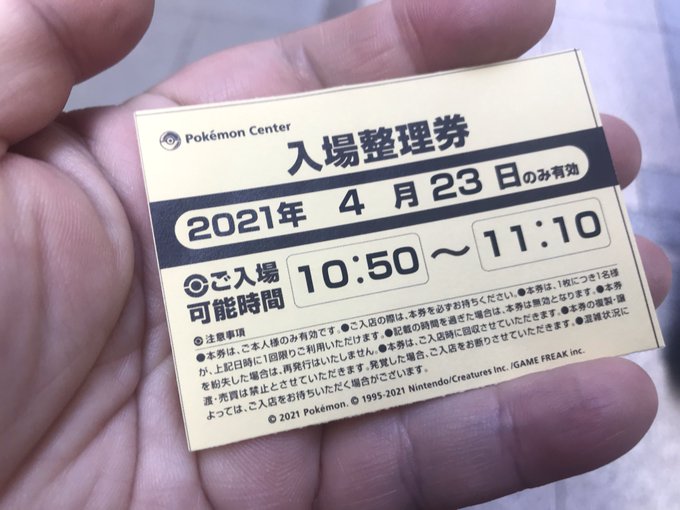 Pokémon Center
入場整理券
2021年 4 月 23 日のみ有効
ご入場
可能時間
10:50 〜 11:10
注意事項
●本券は、ご本人様のみ有効です。●ご入店の際は、本券を必ずお持ちください。●本券は、1枚につき1名様
が、上記日時に1回限りご利用いただけます。●記載の時間を過ぎた場合は、本券は無効となります。●本券
を紛失した場合は、再発行はいたしません。●本券は、ご入店時に回収させていただきます。●本券の複製・譲
渡・売買は禁止とさせていただきます。発覚した場合、ご入店をお断りさせていただきます。●混雑状況に
よっては、ご入店をお待ちいただく場合がございます。
© 2021 Pokémon. © 1995-2021 Nintendo/Creatures Inc. /GAME FREAK inc.